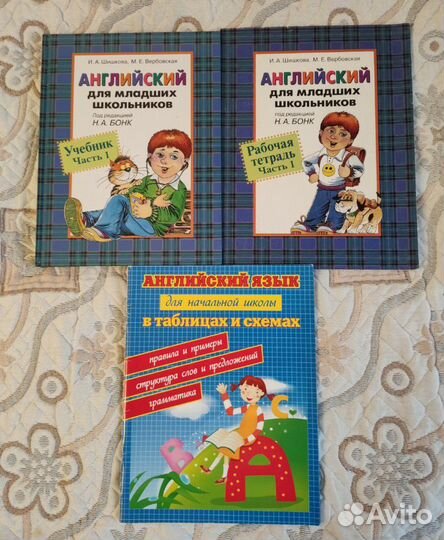 И. А. Шишкова, М. Е. Вербовская
АНГЛИЙСКИЙ
для младших
школьников
Под редакцией
Н. А. БОНК
Учебник
Часть 1
И. А. Шишкова, М. Е. Вербовская
АНГЛИЙСКИЙ
для младших
школьников
под редакцией
Н. А. БОНК
Рабочая
тетрадь
Часть 1
АНГЛИЙСКИЙ ЯЗЫК
для начальной школы
в таблицах и схемах
правила и примеры
структура слов и предложений
грамматика
B
C
A
Avito